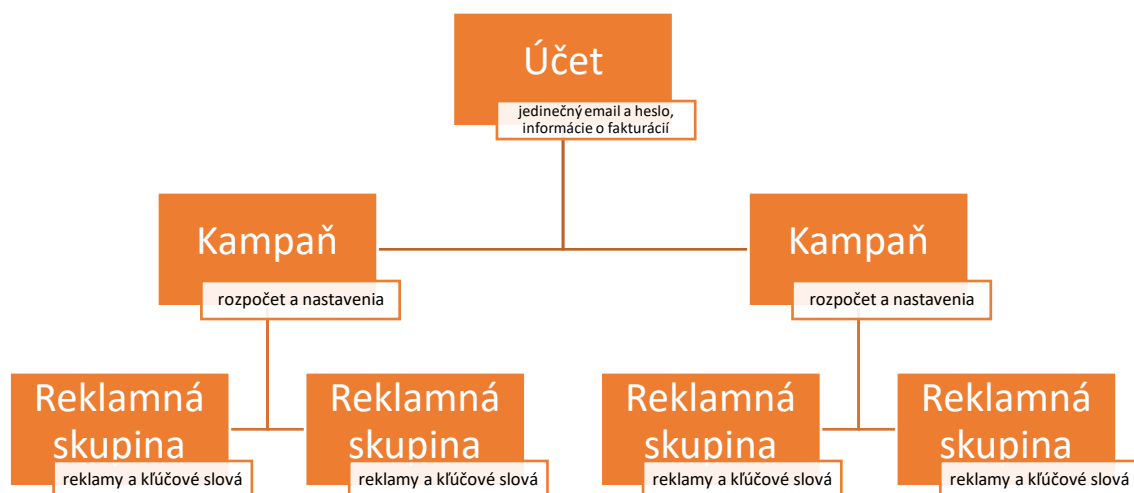 Účet
jedinečný email a heslo,
informácie o fakturácií
Kampaň
rozpočet a nastavenia
Kampaň
rozpočet a nastavenia
Reklamná
skupina
reklamy a kľúčové slová
Reklamná
skupina
reklamy a kľúčové slová
Reklamná
skupina
reklamy a kľúčové slová
Reklamná
skupina
reklamy a kľúčové slová